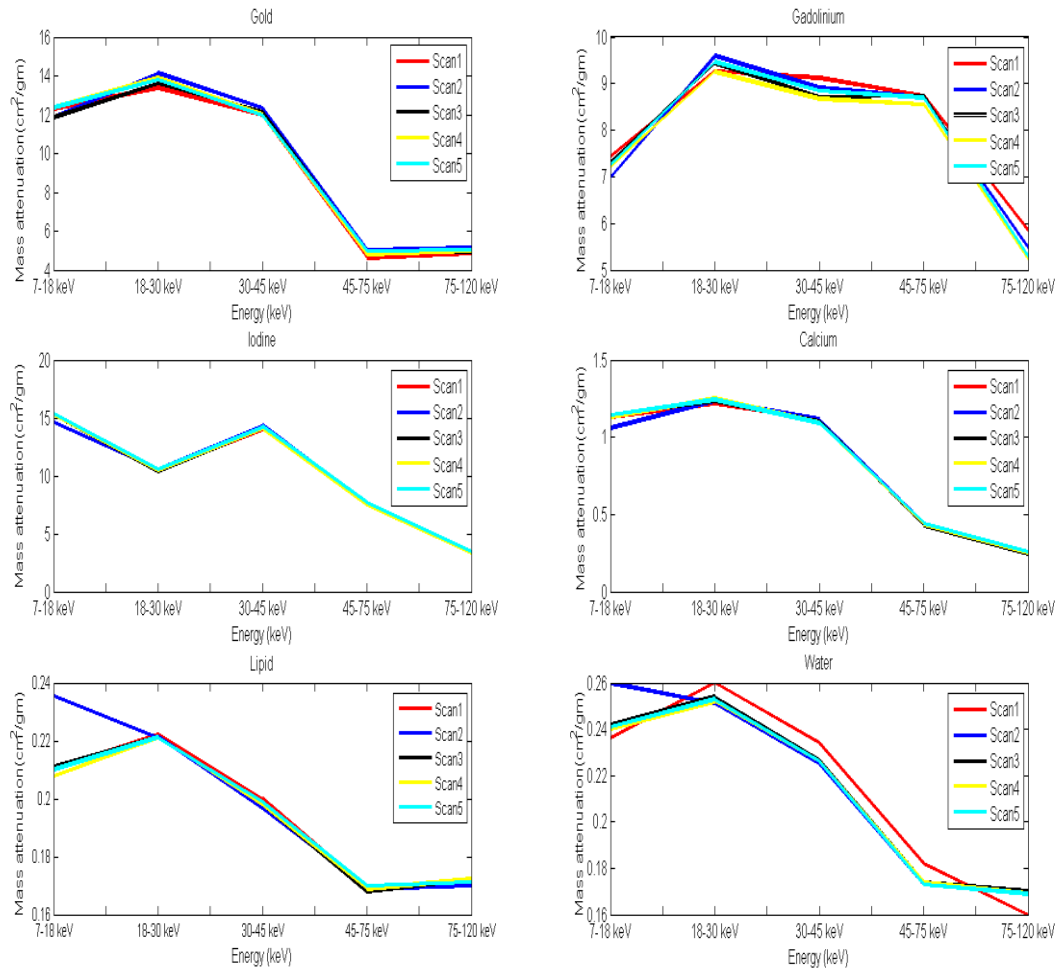 Gold
Mass attenuation(cm²/gm)
16
14
12
10
8
6
4
7-18 keV
18-30 keV
30-45 keV
45-75 keV
75-120 keV
Energy (keV)
Scan1
Scan2
Scan3
Scan4
Scan5
Gadolinium
Mass attenuation(cm²/gm)
10
9
8
7
6
5
7-18 keV
18-30 keV
30-45 keV
45-75 keV
75-120 keV
Energy (keV)
Scan1
Scan2
Scan3
Scan4
Scan5
Iodine
Mass attenuation(cm²/gm)
20
15
10
5
0
7-18 keV
18-30 keV
30-45 keV
45-75 keV
75-120 keV
Energy (keV)
Scan1
Scan2
Scan3
Scan4
Scan5
Calcium
Mass attenuation(cm²/gm)
1.5
1
0.5
0
7-18 keV
18-30 keV
30-45 keV
45-75 keV
75-120 keV
Energy (keV)
Scan1
Scan2
Scan3
Scan4
Scan5
Lipid
Mass attenuation(cm²/gm)
0.24
0.22
0.2
0.18
0.16
7-18 keV
18-30 keV
30-45 keV
45-75 keV
75-120 keV
Energy (keV)
Scan1
Scan2
Scan3
Scan4
Scan5
Water
Mass attenuation(cm²/gm)
0.26
0.24
0.22
0.2
0.18
0.16
7-18 keV
18-30 keV
30-45 keV
45-75 keV
75-120 keV
Energy (keV)
Scan1
Scan2
Scan3
Scan4
Scan5